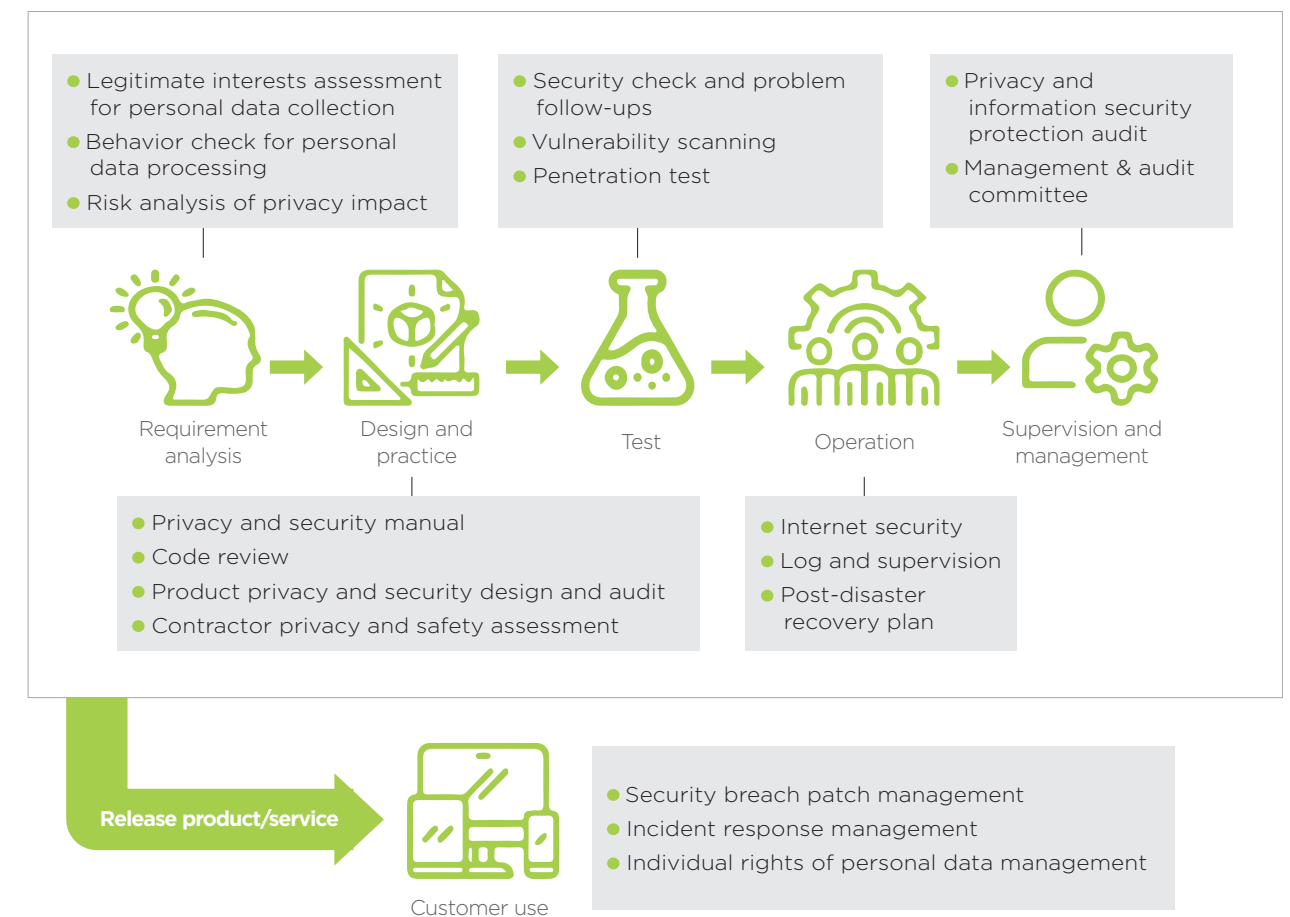 Legitimate interests assessment
for personal data collection
Behavior check for personal
data processing
Risk analysis of privacy impact
Security check and problem
follow-ups
Vulnerability scanning
Penetration test
Privacy and
information security
protection audit
Management & audit
committee
Requirement
analysis
Design and
practice
Test
Operation
Supervision and
management
Privacy and security manual
Code review
Product privacy and security design and audit
Contractor privacy and safety assessment
Internet security
Log and supervision
Post-disaster
recovery plan
Release product/service
Customer use
Security breach patch management
Incident response management
Individual rights of personal data management